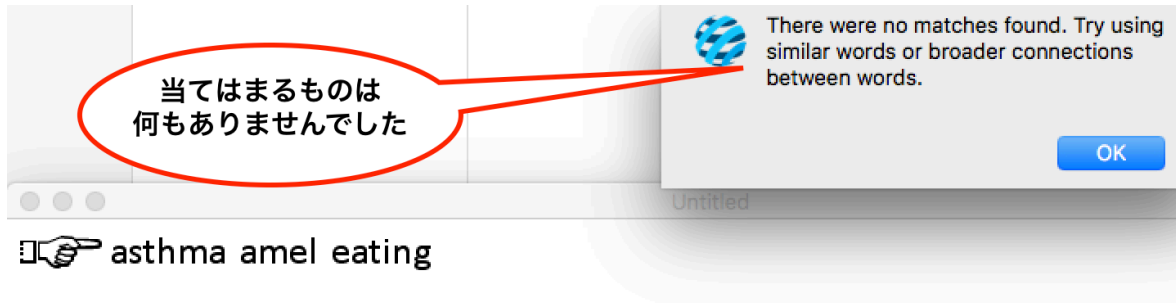 There were no matches found. Try using
similar words or broader connections
between words.
当てはまるものは
何もありませんでした
OK
Untitled
asthma amel eating